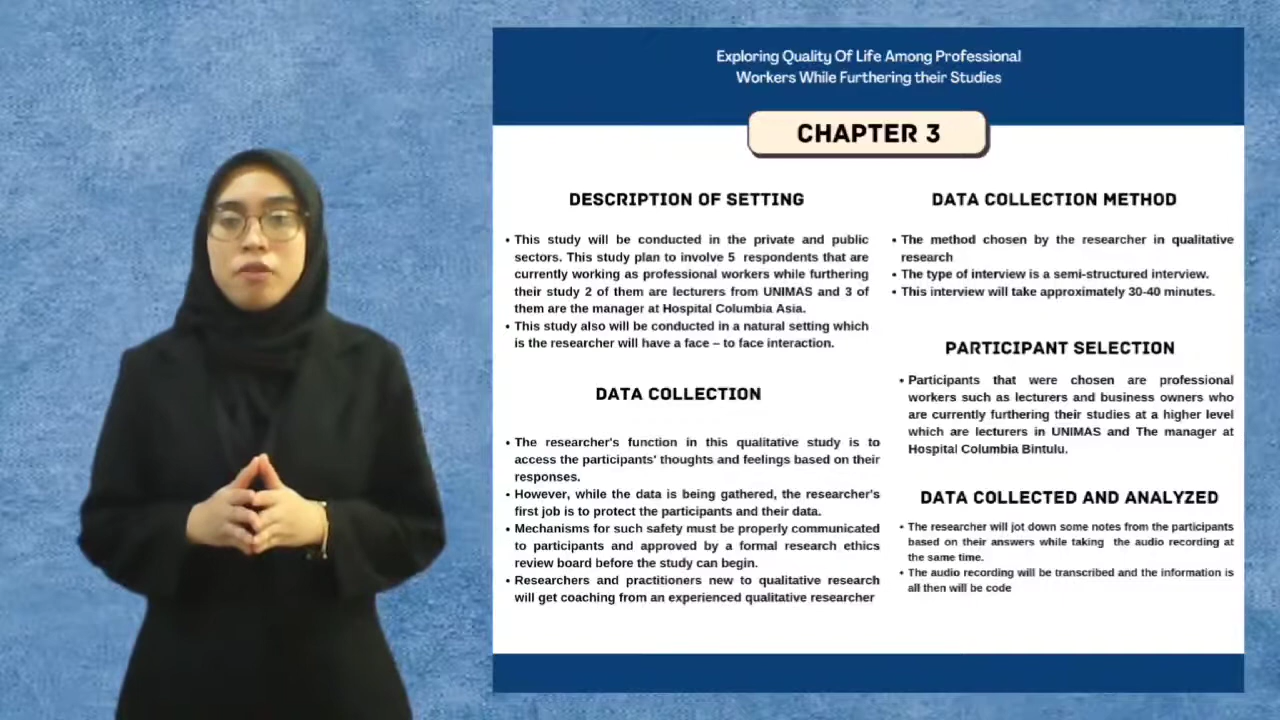 Exploring Quality Of Life Among Professional
Workers While Furthering their Studies
CHAPTER 3
DESCRIPTION OF SETTING
• This study will be conducted in the private and public
sectors. This study plan to involve 5 respondents that are
currently working as professional workers while furthering
their study 2 of them are lecturers from UNIMAS and 3 of
them are the manager at Hospital Columbia Asia.
• This study also will be conducted in a natural setting which
is the researcher will have a face – to face interaction.
DATA COLLECTION
• The researcher's function in this qualitative study is to
access the participants' thoughts and feelings based on their
responses.
• However, while the data is being gathered, the researcher's
first job is to protect the participants and their data.
• Mechanisms for such safety must be properly communicated
to participants and approved by a formal research ethics
review board before the study can begin.
• Researchers and practitioners new to qualitative research
will get coaching from an experienced qualitative researcher
DATA COLLECTION METHOD
• The method chosen by the researcher in qualitative
research
• The type of interview is a semi-structured interview.
• This interview will take approximately 30-40 minutes.
PARTICIPANT SELECTION
• Participants that were chosen are professional
workers such as lecturers and business owners who
are currently furthering their studies at a higher level
which are lecturers in UNIMAS and The manager at
Hospital Columbia Bintulu.
DATA COLLECTED AND ANALYZED
• The researcher will jot down some notes from the participants
based on their answers while taking the audio recording at
the same time.
• The audio recording will be transcribed and the information is
all then will be code